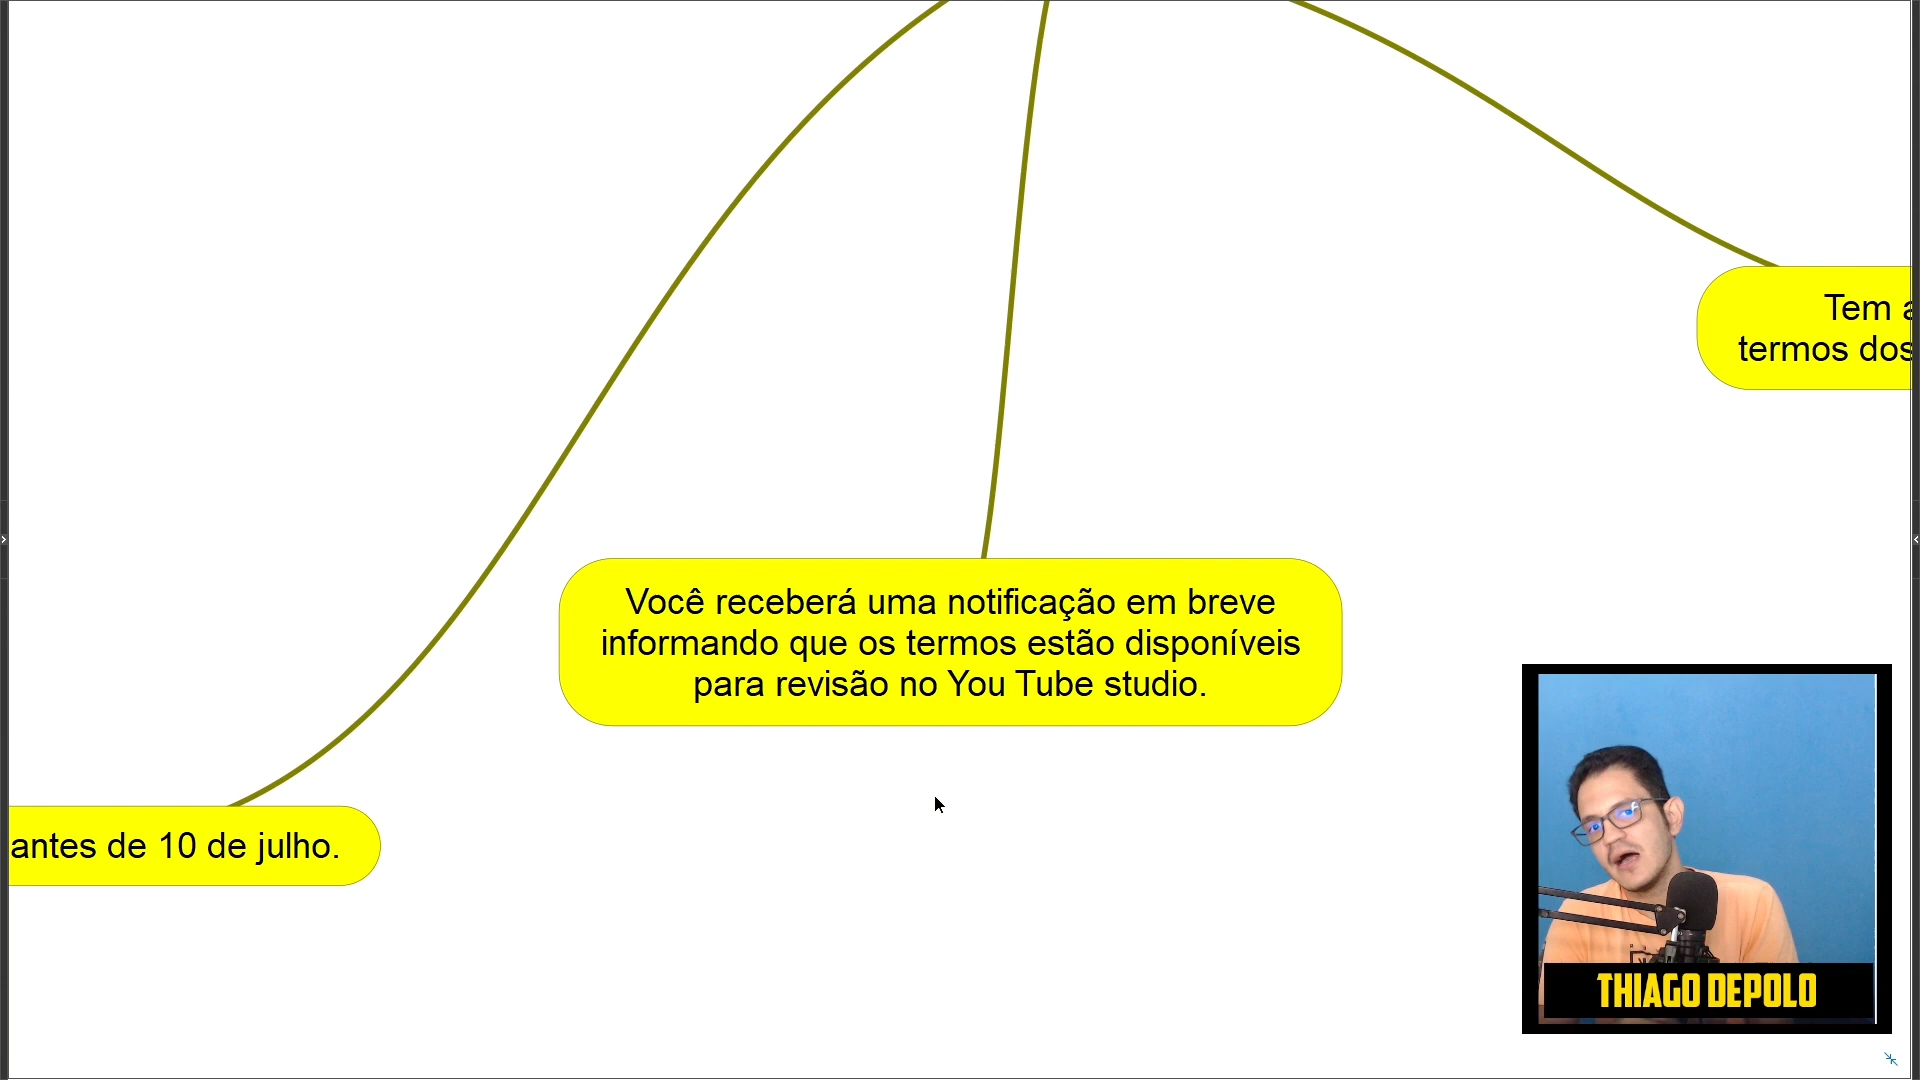 Tem
termos dos
Você receberá uma notificação em breve
informando que os termos estão disponíveis
para revisão no You Tube studio.
antes de 10 de julho.
THIAGO DEPOLO